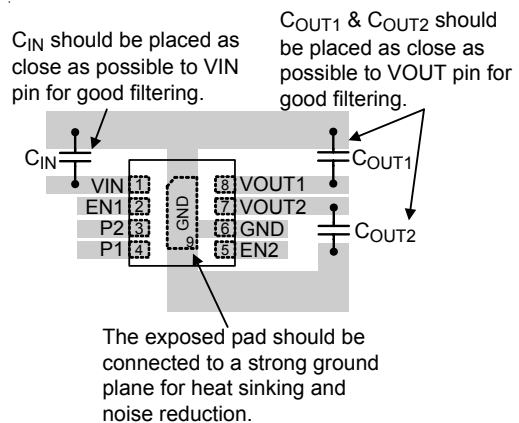 C_IN should be placed as
close as possible to VIN
pin for good filtering.
C_OUT1 & C_OUT2 should
be placed as close as
possible to VOUT pin for
good filtering.
C_IN
C_OUT1
VIN 1
8 VOUT1
EN1 2
7 VOUT2
P2 3
GND
6 GND
P1 4
9
5 EN2
C_OUT2
The exposed pad should be
connected to a strong ground
plane for heat sinking and
noise reduction.